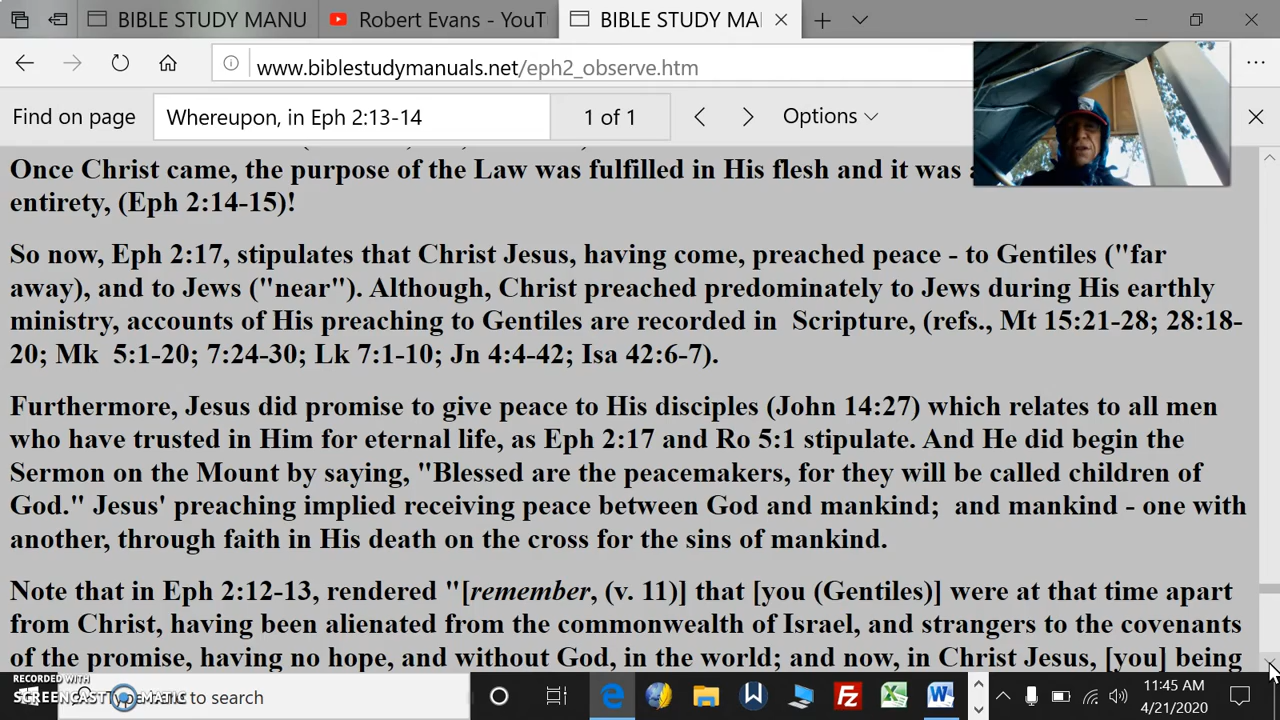 BIBLE STUDY MANU
Robert Evans - YouT
BIBLE STUDY MAI
www.biblestudymanuals.net/eph2_observe.htm
Find on page
Whereupon, in Eph 2:13-14
1 of 1
Options
Once Christ came, the purpose of the Law was fulfilled in His flesh and it was
entirety, (Eph 2:14-15)!
So now, Eph 2:17, stipulates that Christ Jesus, having come, preached peace - to Gentiles ("far
away), and to Jews ("near"). Although, Christ preached predominately to Jews during His earthly
ministry, accounts of His preaching to Gentiles are recorded in Scripture, (refs., Mt 15:21-28; 28:18-
20; Mk 5:1-20; 7:24-30; Lk 7:1-10; Jn 4:4-42; Isa 42:6-7).
Furthermore, Jesus did promise to give peace to His disciples (John 14:27) which relates to all men
who have trusted in Him for eternal life, as Eph 2:17 and Ro 5:1 stipulate. And He did begin the
Sermon on the Mount by saying, "Blessed are the peacemakers, for they will be called children of
God." Jesus' preaching implied receiving peace between God and mankind; and mankind - one with
another, through faith in His death on the cross for the sins of mankind.
Note that in Eph 2:12-13, rendered "[remember, (v. 11)] that [you (Gentiles)] were at that time apart
from Christ, having been alienated from the commonwealth of Israel, and strangers to the covenants
of the promise, having no hope, and without God, in the world; and now, in Christ Jesus, [you] being
RECORDED WITH
SCREENCAST-O-MATIC
Type here to search
11:45 AM
4/21/2020